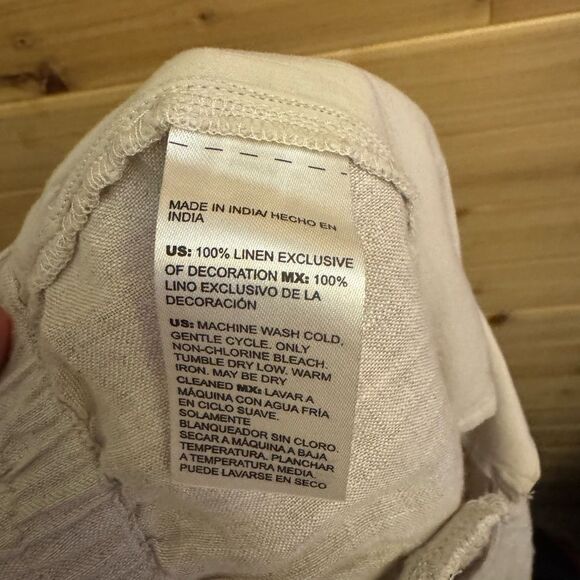 MADE IN INDIA/ HECHO EN
INDIA
US: 100% LINEN EXCLUSIVE
OF DECORATION MX: 100%
LINO EXCLUSIVO DE LA
DECORACIÓN
US: MACHINE WASH COLD,
GENTLE CYCLE. ONLY
NON-CHLORINE BLEACH.
TUMBLE DRY LOW. WARM
IRON. MAY BE DRY
CLEANED MX: LAVAR A
MÁQUINA CON AGUA FRÍA
EN CICLO SUAVE.
SOLAMENTE
BLANQUEADOR SIN CLORO.
SECAR A MÁQUINA A BAJA
TEMPERATURA. PLANCHAR
A TEMPERATURA MEDIA.
PUEDE LAVARSE EN SECO